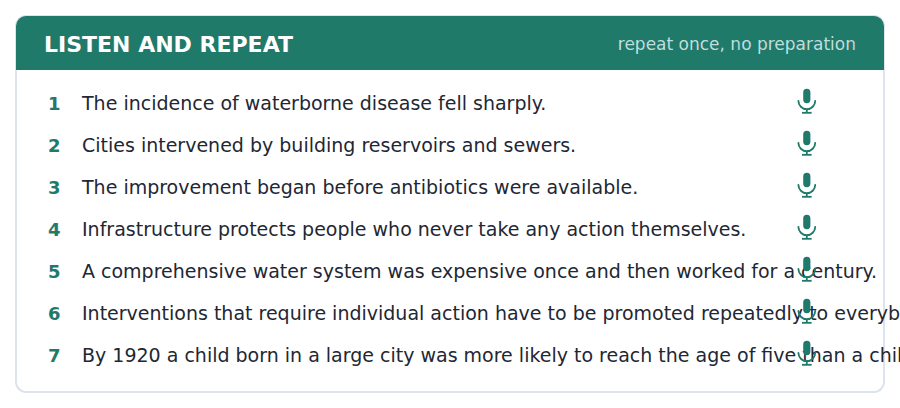 LISTEN AND REPEAT repeat once, no preparation
1 The incidence of waterborne disease fell sharply.
2 Cities intervened by building reservoirs and sewers.
3 The improvement began before antibiotics were available.
4 Infrastructure protects people who never take any action themselves.
5 A comprehensive water system was expensive once and then worked for a century.
6 Interventions that require individual action have to be promoted repeatedly to
7 By 1920 a child born in a large city was more likely to reach the age of five than a